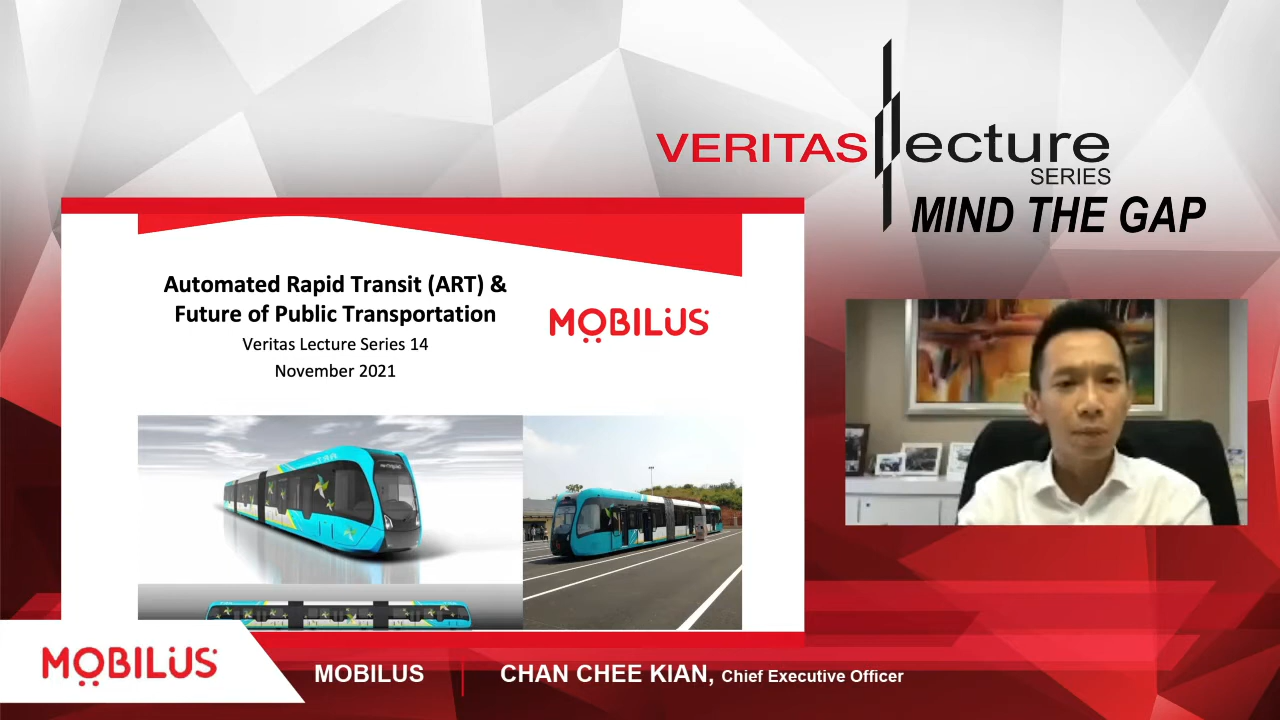 VERITAS lecture
SERIES
MIND THE GAP
Automated Rapid Transit (ART) &
Future of Public Transportation
Veritas Lecture Series 14
November 2021
MOBILUS
MOBILUS
MOBILUS
CHAN CHEE KIAN, Chief Executive Officer